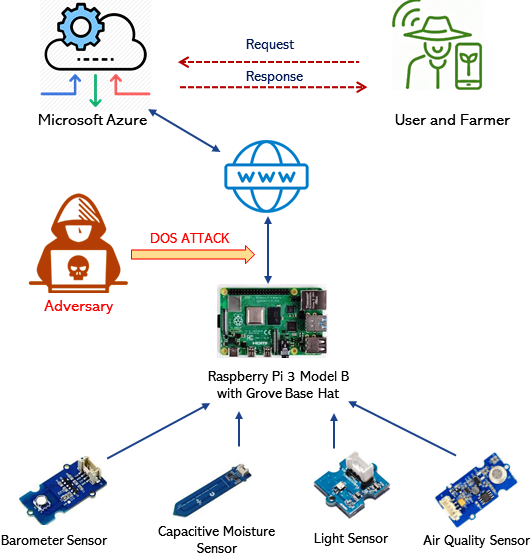 Request
Response
Microsoft Azure
User and Farmer
WWW
DOS ATTACK
Adversary
Raspberry Pi 3 Model B
with Grove Base Hat
Barometer Sensor
Capacitive Moisture
Sensor
Light Sensor
Air Quality Sensor